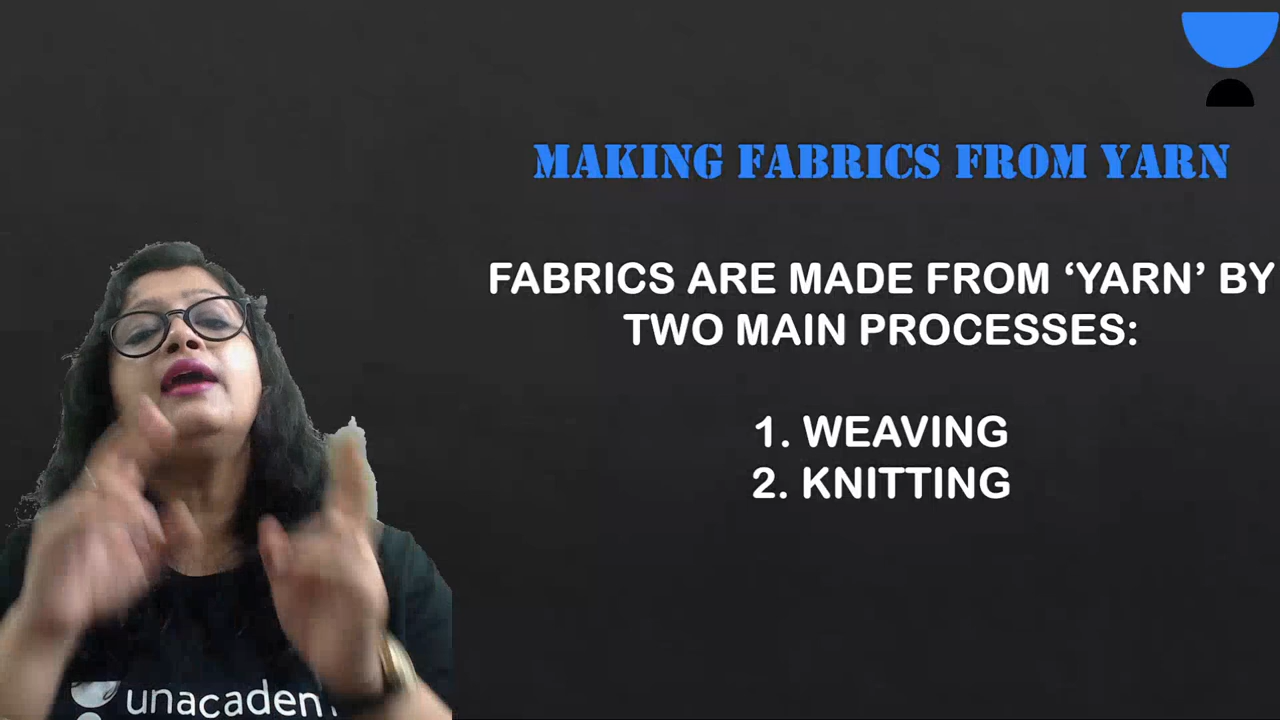 MAKING FABRICS FROM YARN
FABRICS ARE MADE FROM ‘YARN’ BY
TWO MAIN PROCESSES:
1. WEAVING
2. KNITTING